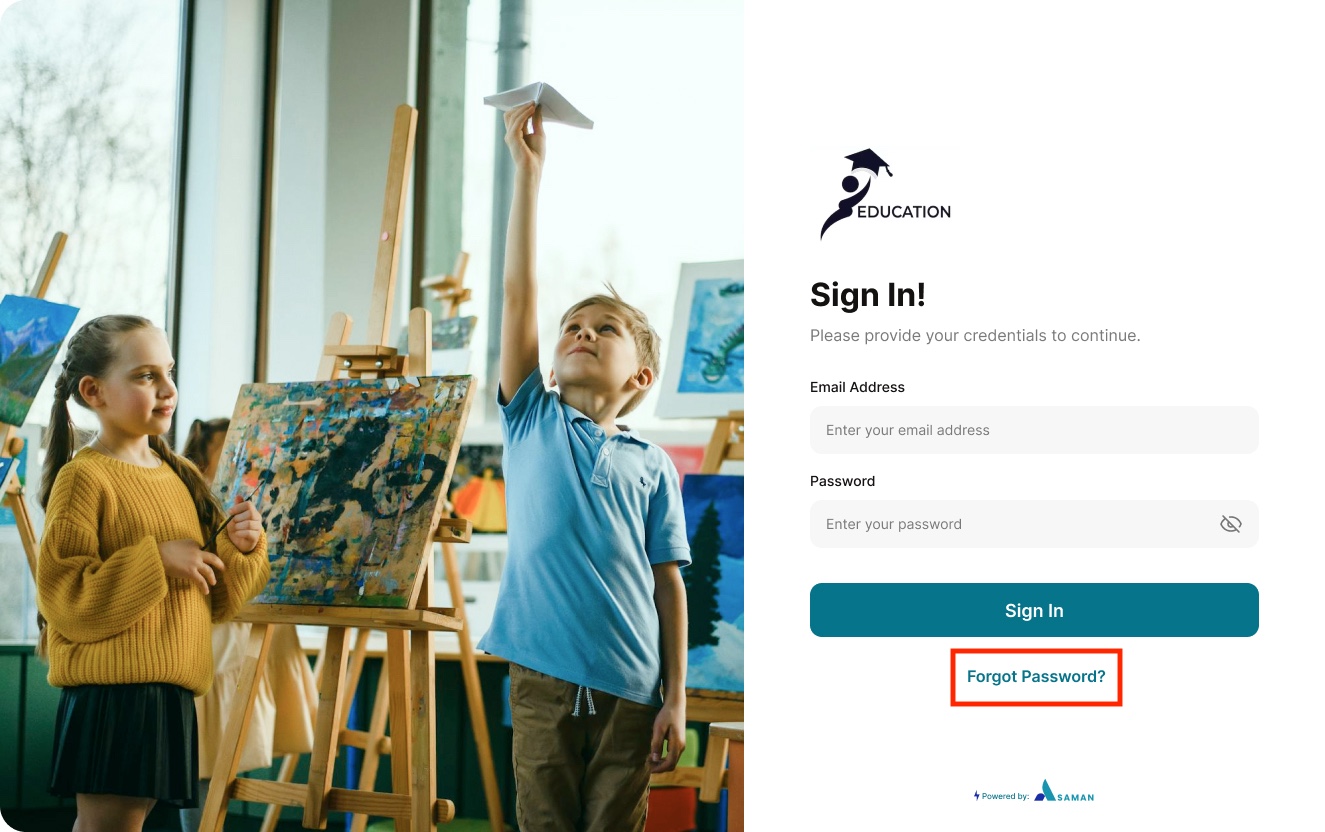 EDUCATION
Sign In!
Please provide your credentials to continue.
Email Address
Enter your email address
Password
Enter your password
Sign In
Forgot Password?
Powered by: ASAMAN